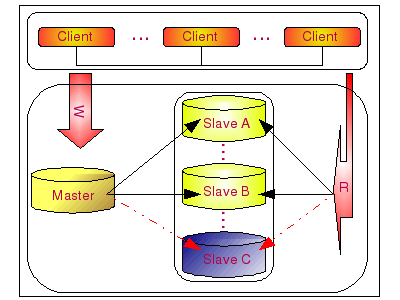 Client ... Client ... Client
W
Slave A
Master
Slave B
R
Slave C